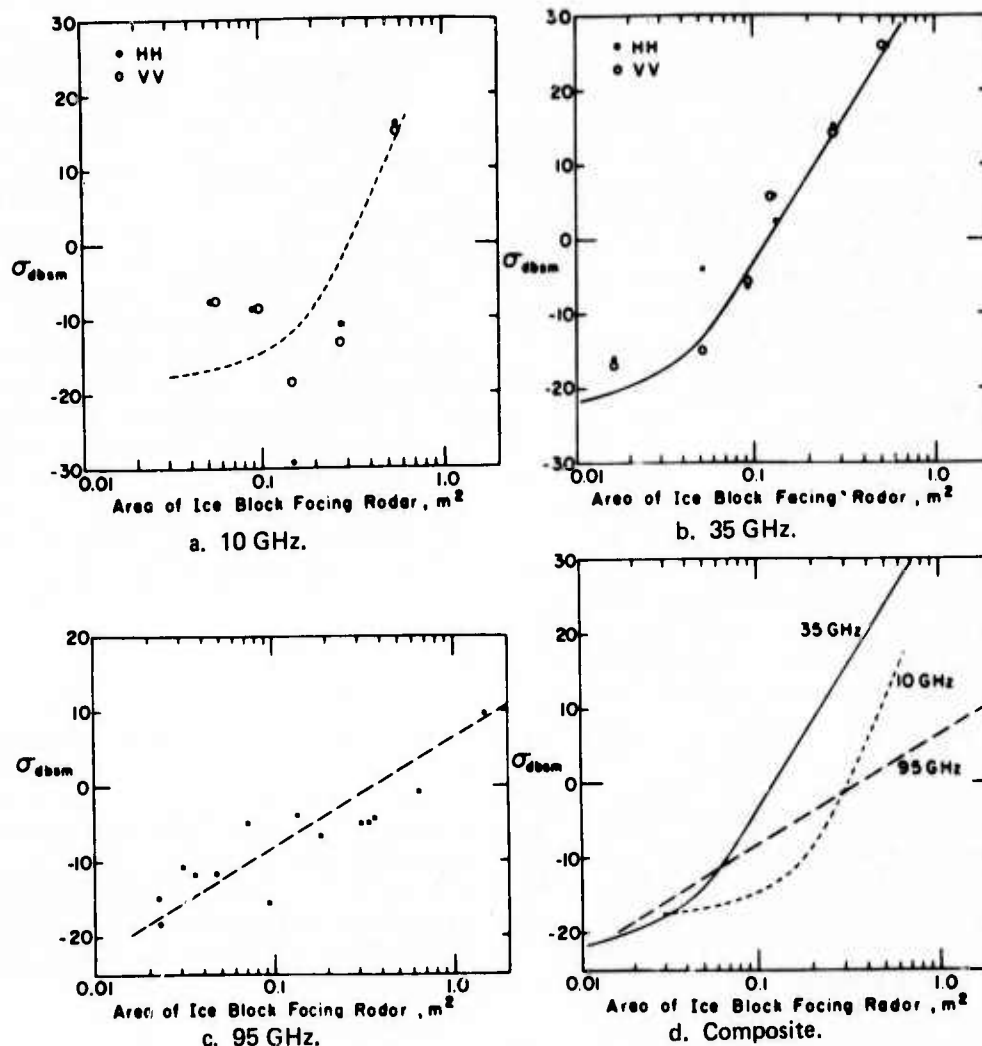 30
20
10
0
-10
-20
-30
HH
VV
σdbsm
0.01
0.1
1.0
Area of Ice Block Facing Radar, m²
a. 10 GHz.
30
20
10
0
-10
-20
-30
HH
VV
σdbsm
0.01
0.1
1.0
Area of Ice Block Facing Radar, m²
b. 35 GHz.
20
10
0
-10
-20
σdbsm
0.01
0.1
1.0
Area of Ice Block Facing Radar, m²
c. 95 GHz.
30
20
10
0
-10
-20
σdbsm
35 GHz
10 GHz
95 GHz
0.01
0.1
1.0
Area of Ice Block Facing Radar, m²
d. Composite.